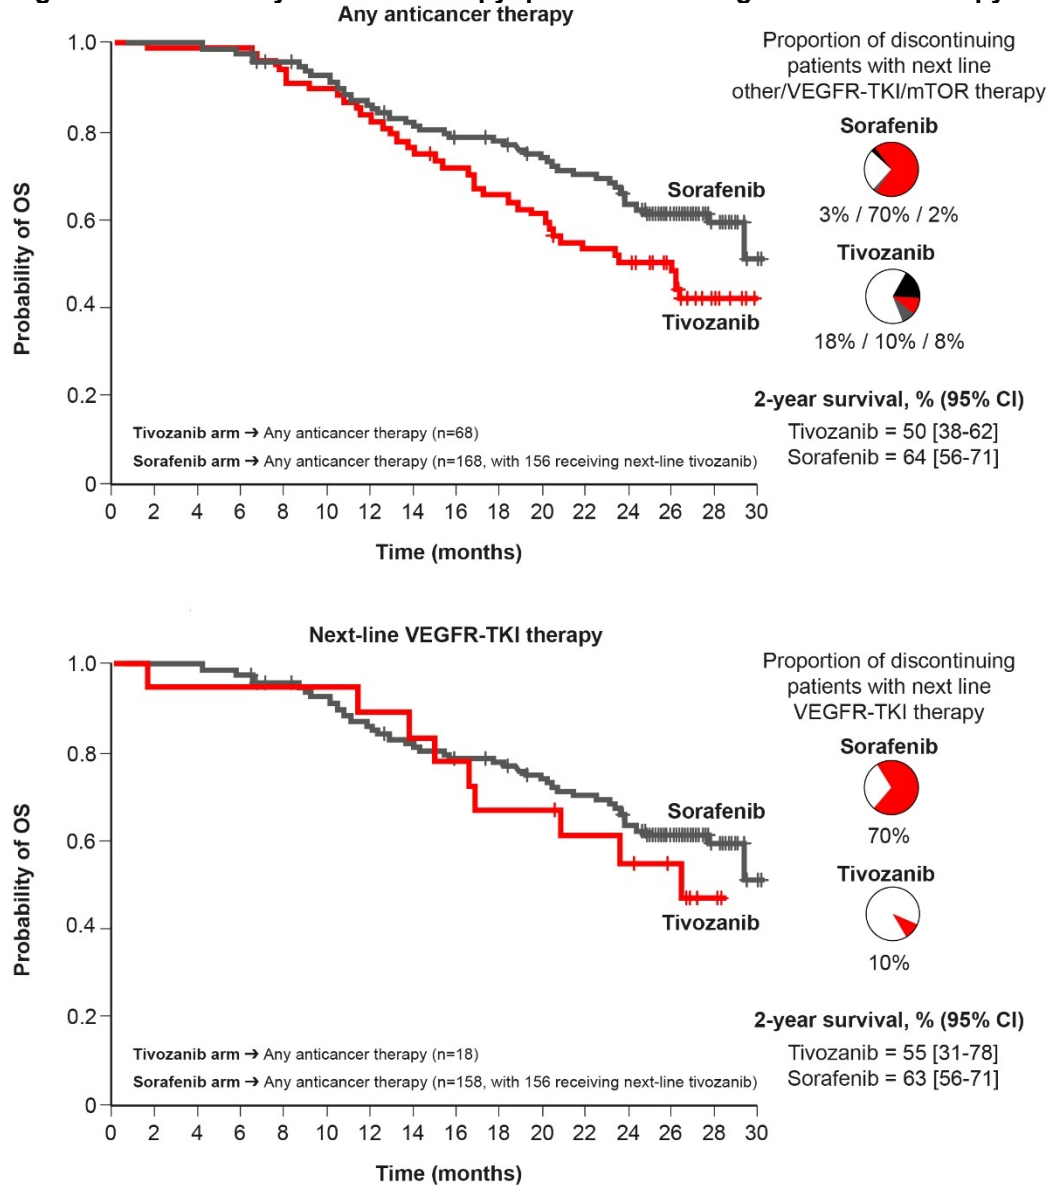 Any anticancer therapy
Proportion of discontinuing
patients with next line
other/VEGFR-TKI/mTOR therapy
Sorafenib
3% / 70% / 2%
Tivozanib
18% / 10% / 8%
2-year survival, % (95% CI)
Tivozanib = 50 [38-62]
Sorafenib = 64 [56-71]
Probability of OS
1.0
0.8
0.6
0.4
0.2
0
Sorafenib
Tivozanib
Tivozanib arm ➔ Any anticancer therapy (n=68)
Sorafenib arm ➔ Any anticancer therapy (n=168, with 156 receiving next-line tivozanib)
0 2 4 6 8 10 12 14 16 18 20 22 24 26 28 30
Time (months)
Next-line VEGFR-TKI therapy
Proportion of discontinuing
patients with next line
VEGFR-TKI therapy
Sorafenib
70%
Tivozanib
10%
2-year survival, % (95% CI)
Tivozanib = 55 [31-78]
Sorafenib = 63 [56-71]
Probability of OS
1.0
0.8
0.6
0.4
0.2
0
Sorafenib
Tivozanib
Tivozanib arm ➔ Any anticancer therapy (n=18)
Sorafenib arm ➔ Any anticancer therapy (n=158, with 156 receiving next-line tivozanib)
0 2 4 6 8 10 12 14 16 18 20 22 24 26 28 30
Time (months)